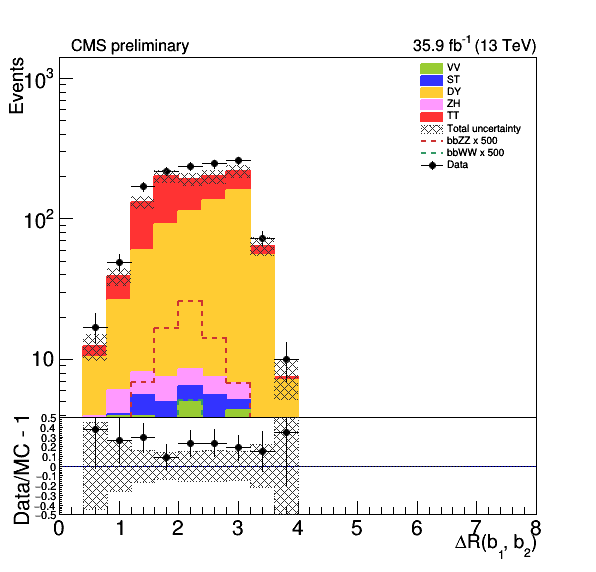 CMS preliminary 35.9 fb⁻¹ (13 TeV)
Events
10³
10²
10
VV
ST
DY
ZH
TT
Total uncertainty
bbZZ x 500
bbWW x 500
Data
Data/MC - 1
0.5
0.4
0.3
0.2
0.1
0
-0.1
-0.2
-0.3
-0.4
-0.5
0 1 2 3 4 5 6 7 8
ΔR(b₁, b₂)